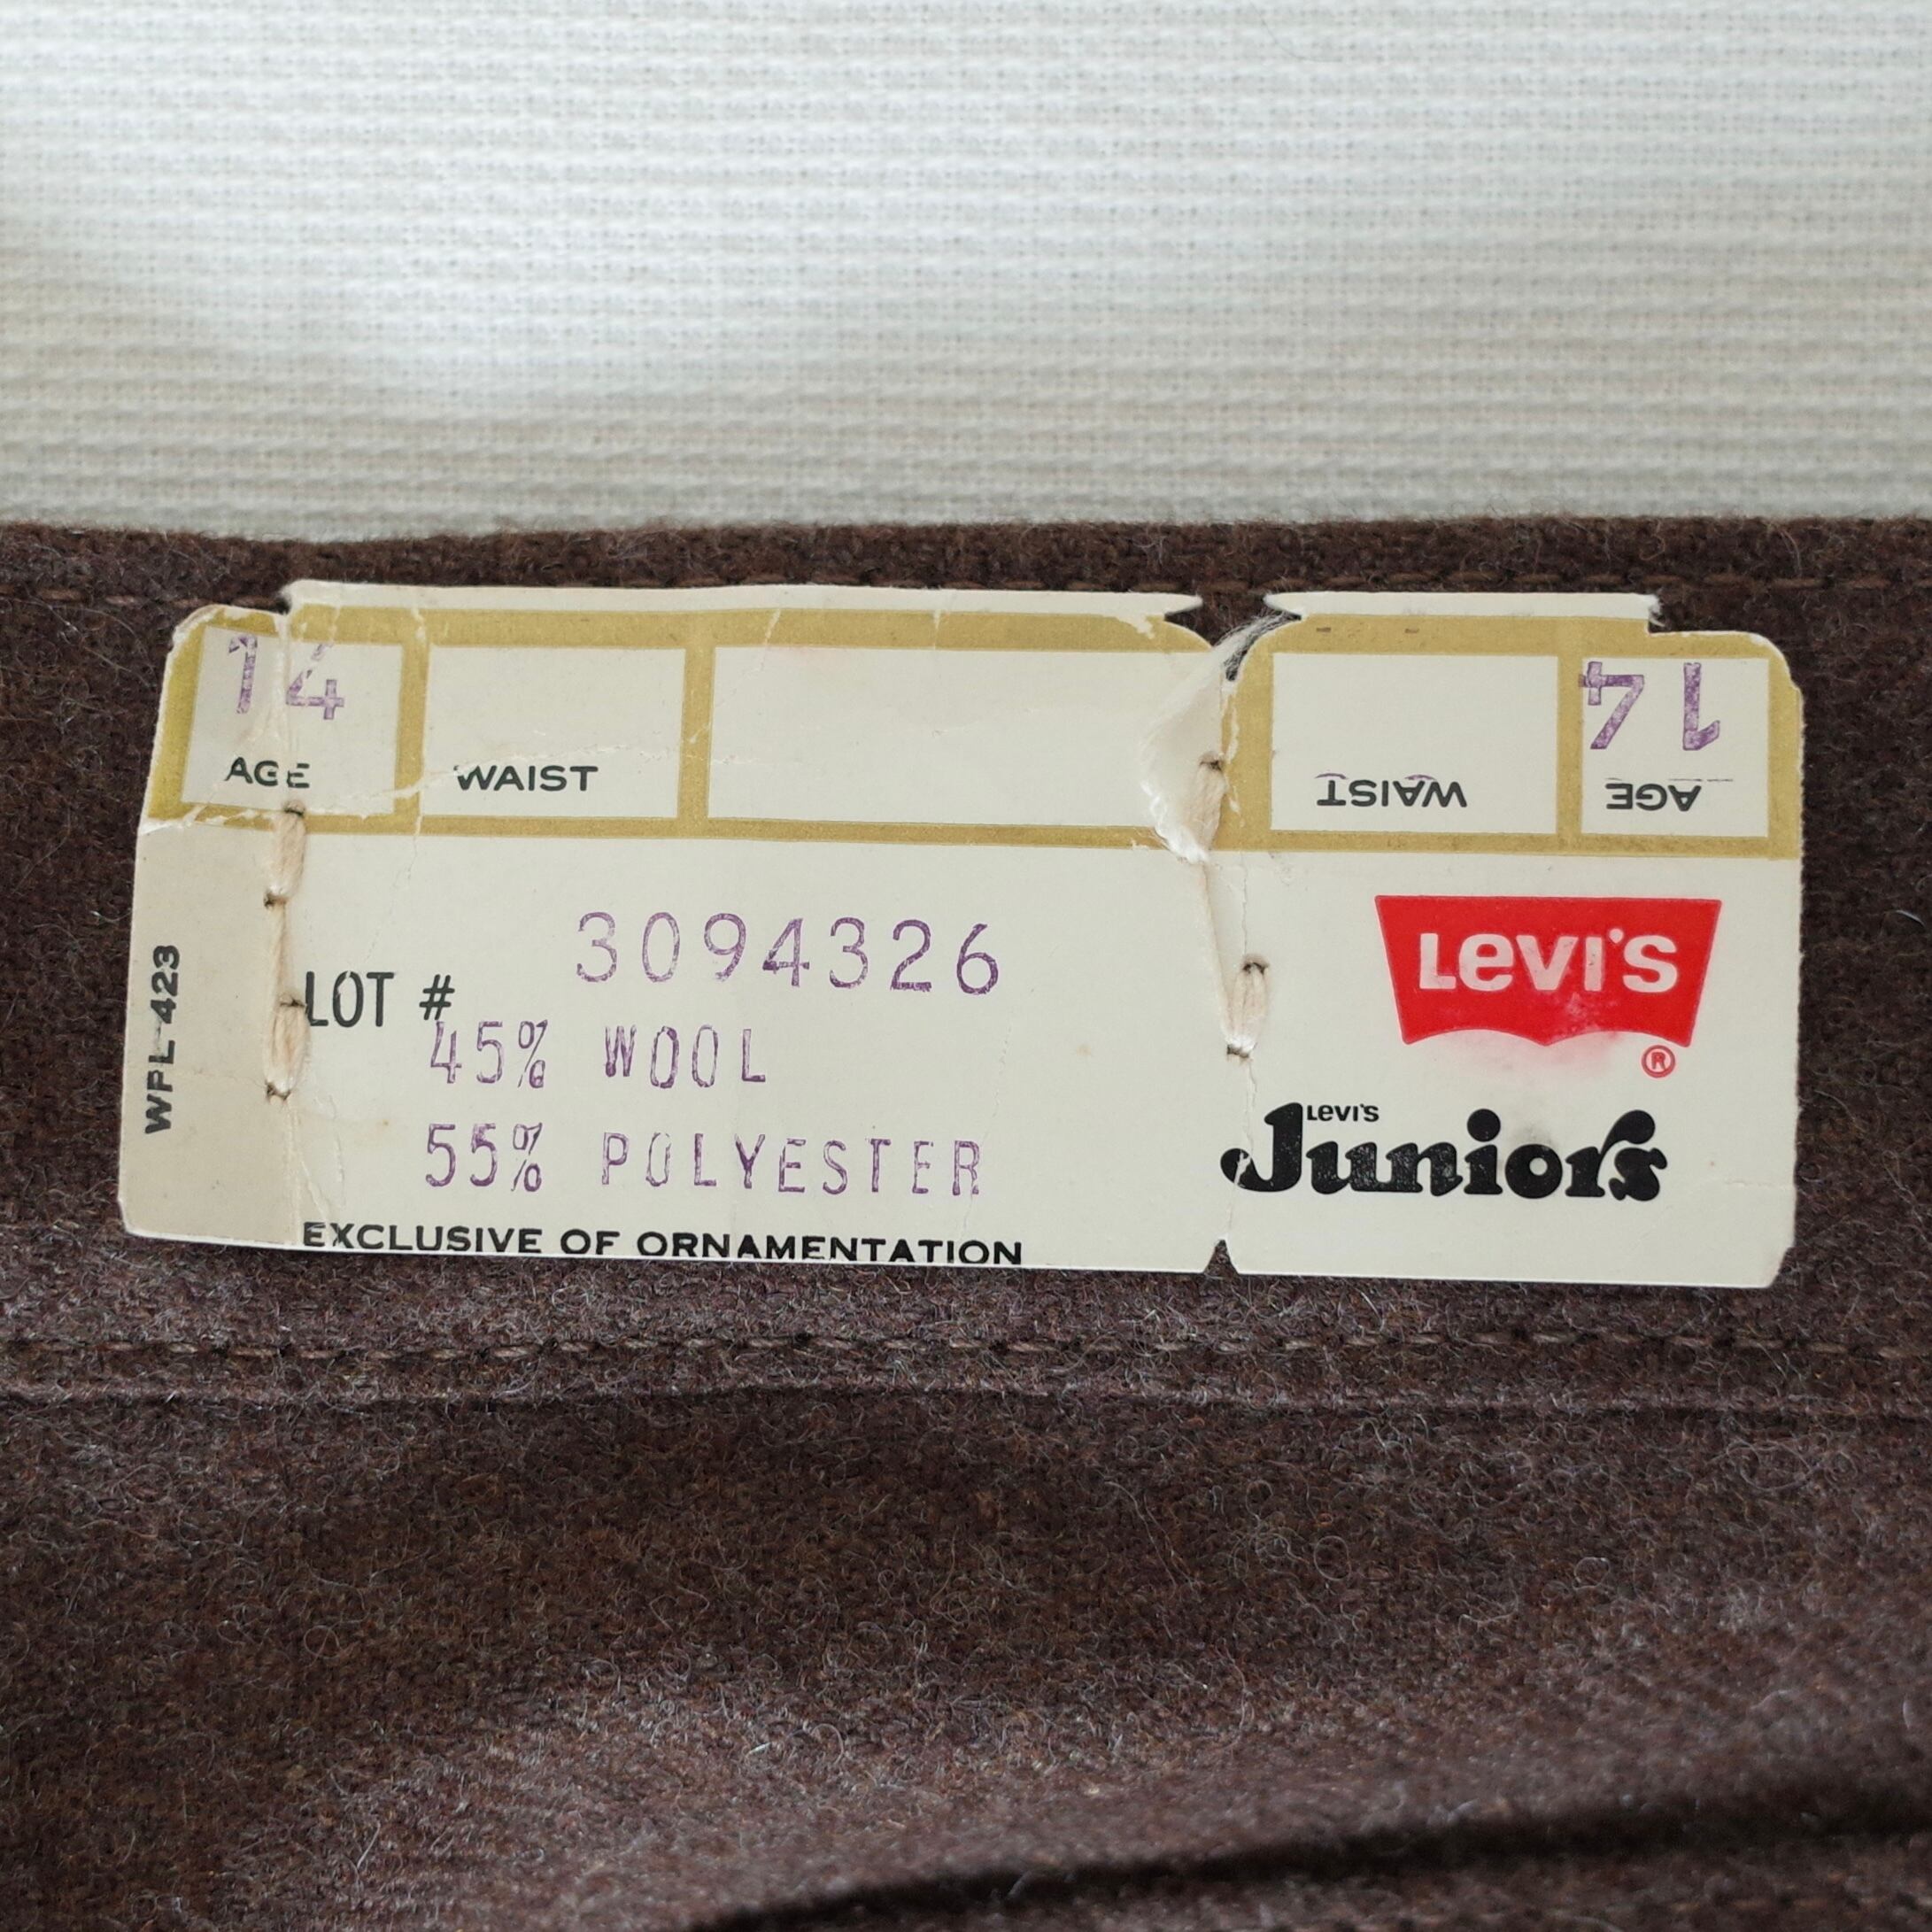 14
AGE
WAIST
WAIST
14
AGE
WPL-423
LOT # 3094326
45% WOOL
55% POLYESTER
EXCLUSIVE OF ORNAMENTATION
Levi's
®
Levi's
Juniors